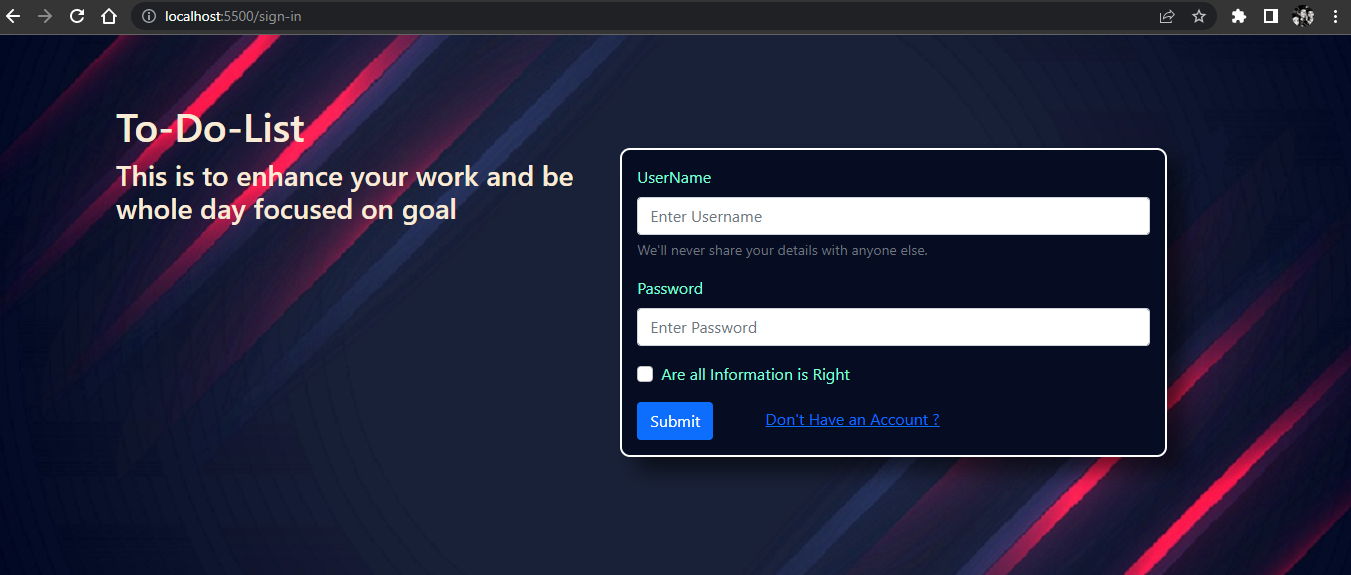 localhost:5500/sign-in
To-Do-List
This is to enhance your work and be
whole day focused on goal
UserName
Enter Username
We'll never share your details with anyone else.
Password
Enter Password
Are all Information is Right
Submit
Don't Have an Account ?